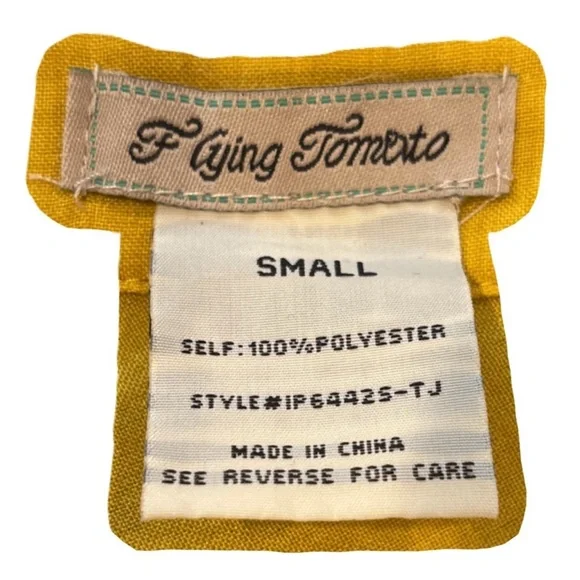 Flying Tomato
SMALL
SELF:100%POLYESTER
STYLE#IP6442S-TJ
MADE IN CHINA
SEE REVERSE FOR CARE